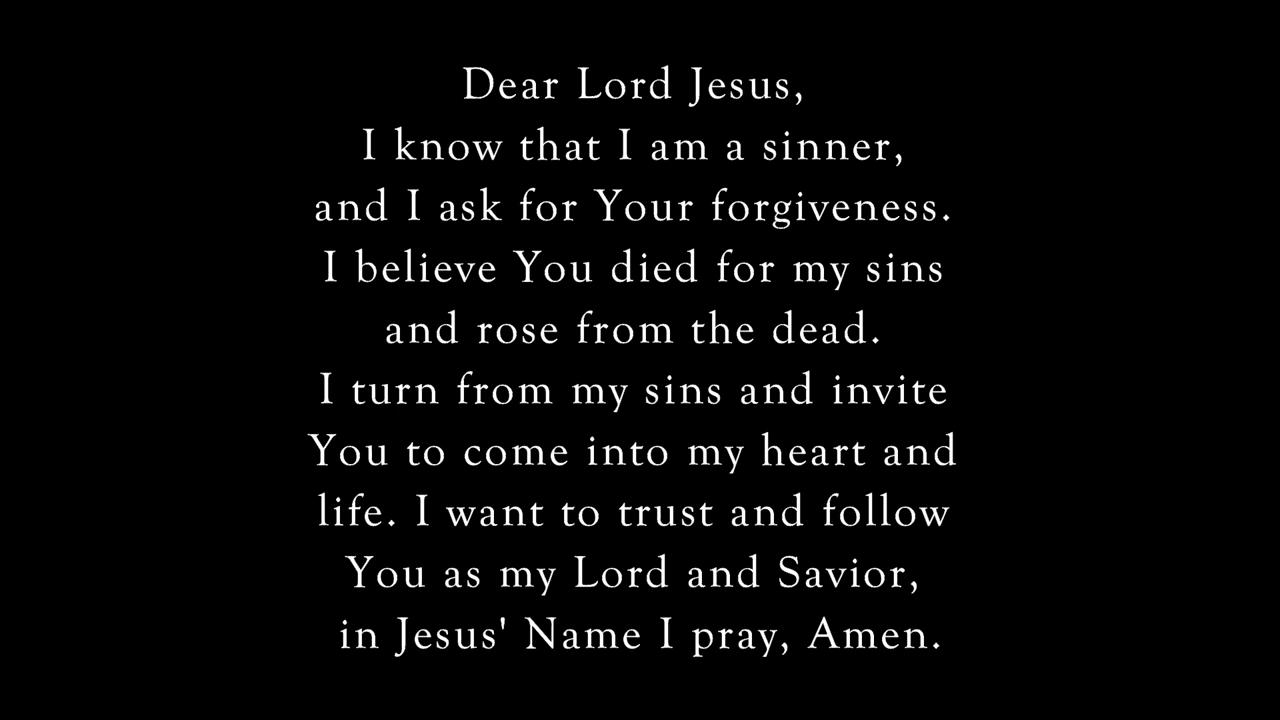 Dear Lord Jesus,
I know that I am a sinner,
and I ask for Your forgiveness.
I believe You died for my sins
and rose from the dead.
I turn from my sins and invite
You to come into my heart and
life. I want to trust and follow
You as my Lord and Savior,
in Jesus' Name I pray, Amen.